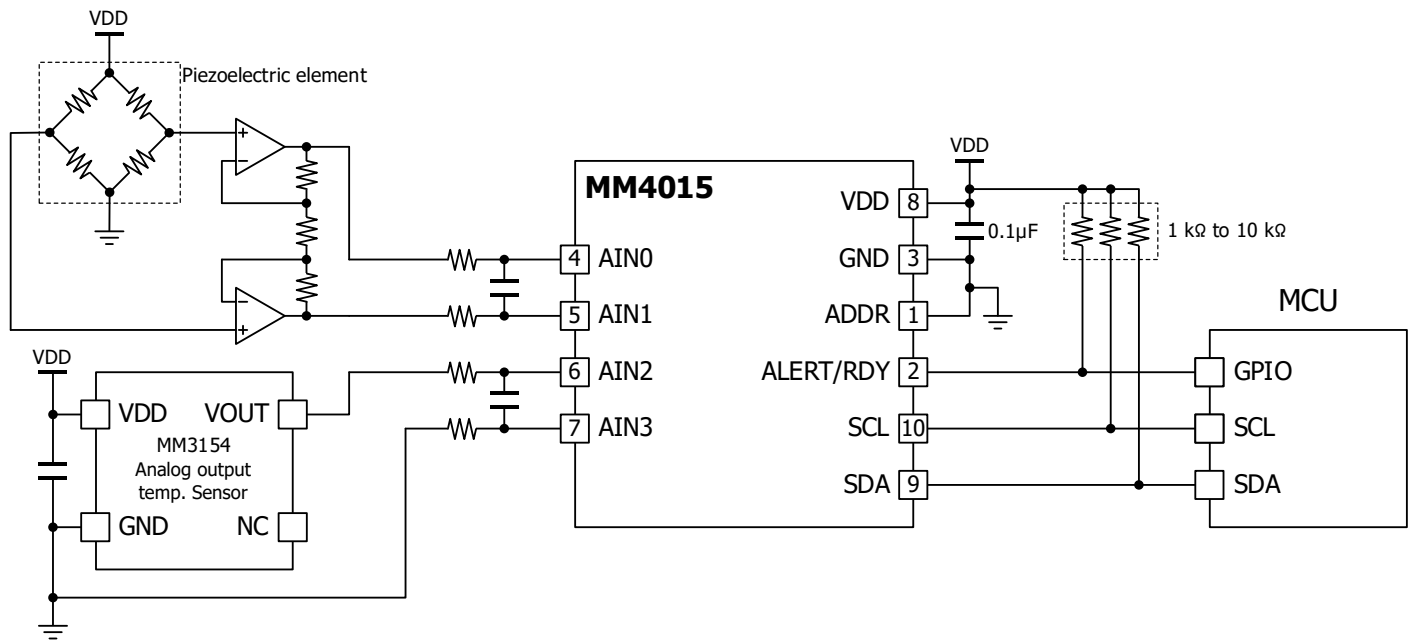 VDD
Piezoelectric element
+
−
−
+
VDD
VDD
VOUT
MM3154
Analog output
temp. Sensor
GND
NC
MM4015
4 AIN0
5 AIN1
6 AIN2
7 AIN3
VDD 8
GND 3
ADDR 1
ALERT/RDY 2
SCL 10
SDA 9
VDD
0.1µF
1 kΩ to 10 kΩ
MCU
GPIO
SCL
SDA